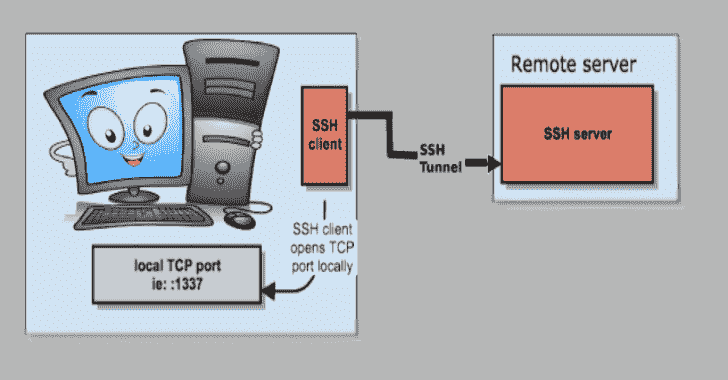 Remote server
SSH
client
SSH server
SSH
Tunnel
SSH client
opens TCP
port locally
local TCP port
ie: :1337